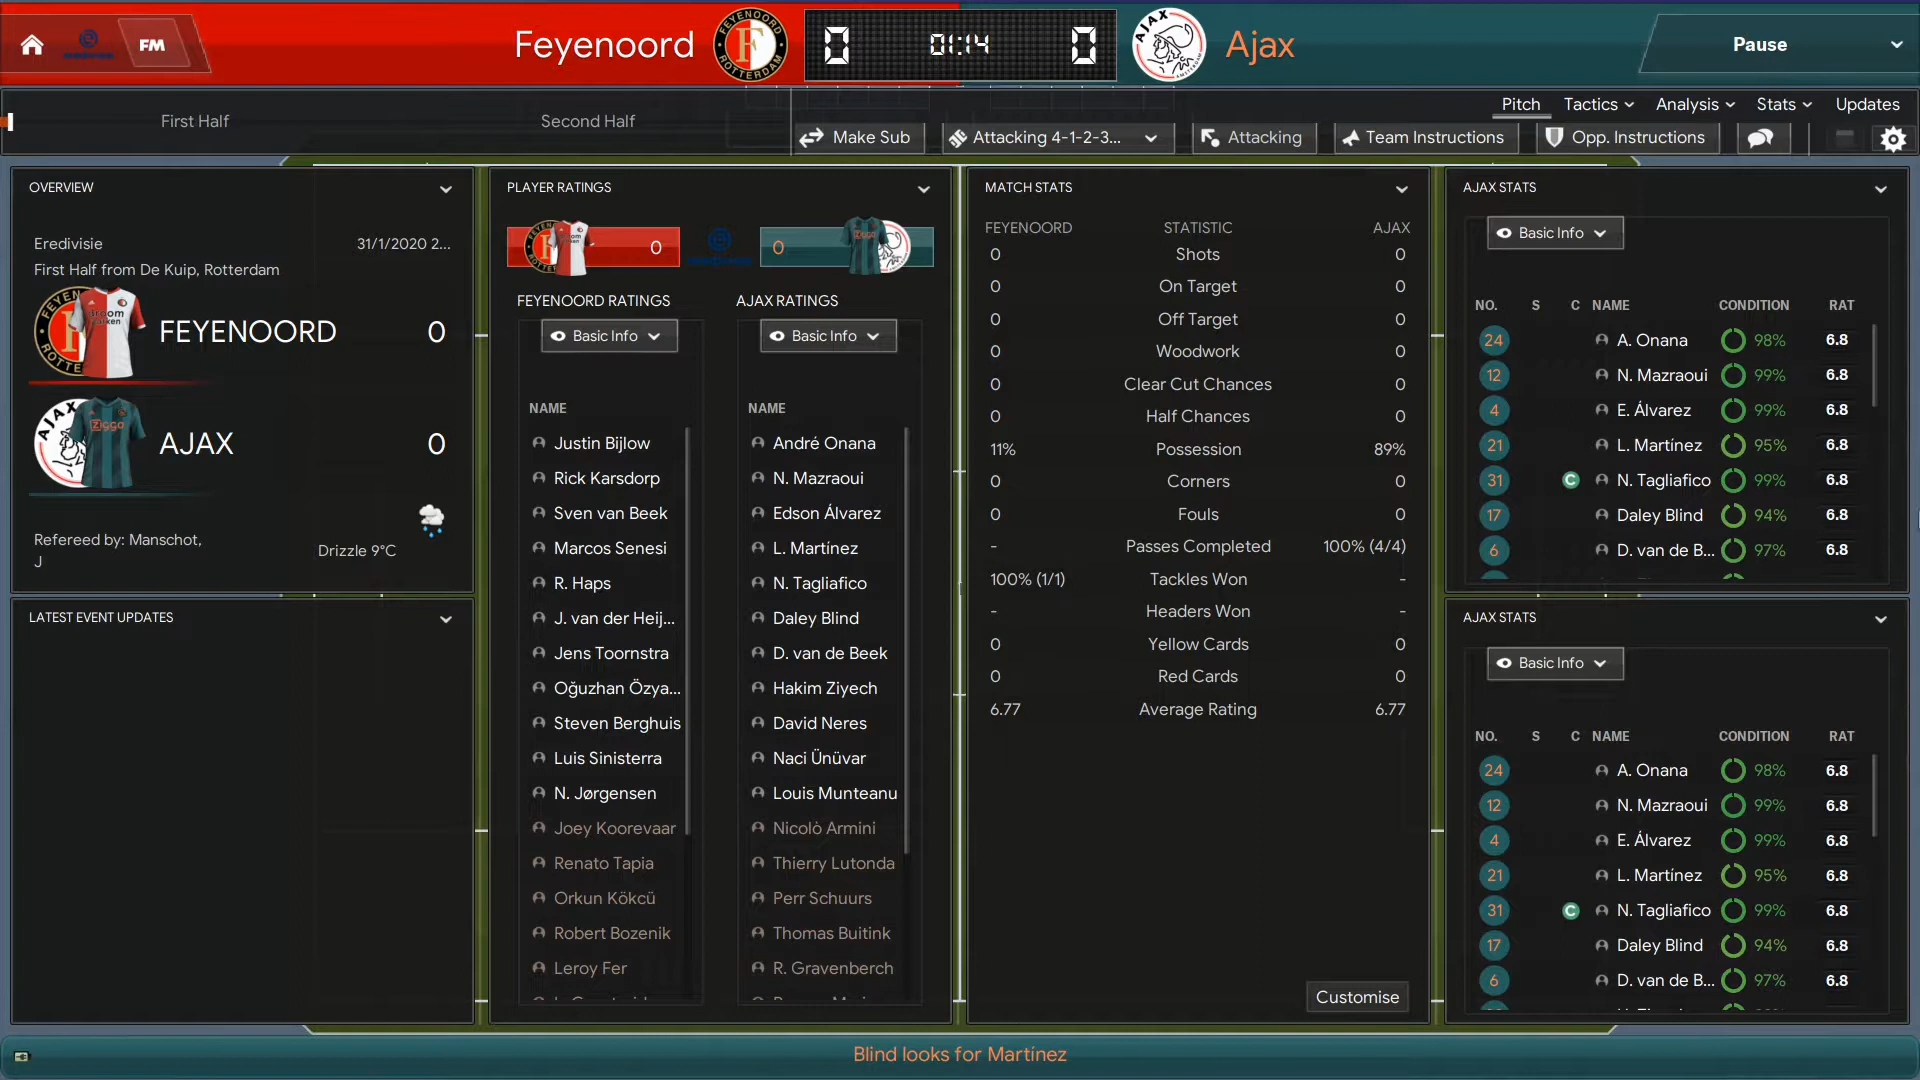 FM
Feyenoord
0
01:14
0
Ajax
Pause
First Half
Second Half
Pitch
Tactics
Analysis
Stats
Updates
Make Sub
Attacking 4-1-2-3...
Attacking
Team Instructions
Opp. Instructions
OVERVIEW
Eredivisie
31/1/2020 2...
First Half from De Kuip, Rotterdam
FEYENOORD 0
AJAX 0
Refereed by: Manschot,
J
Drizzle 9°C
LATEST EVENT UPDATES
PLAYER RATINGS
0
0
FEYENOORD RATINGS
Basic Info
NAME
Justin Bijlow
Rick Karsdorp
Sven van Beek
Marcos Senesi
R. Haps
J. van der Heij...
Jens Toornstra
Oğuzhan Özya...
Steven Berghuis
Luis Sinisterra
N. Jørgensen
Joey Koorevaar
Renato Tapia
Orkun Kökcü
Robert Bozenik
Leroy Fer
AJAX RATINGS
Basic Info
NAME
André Onana
N. Mazraoui
Edson Álvarez
L. Martínez
N. Tagliafico
Daley Blind
D. van de Beek
Hakim Ziyech
David Neres
Naci Ünüvar
Louis Munteanu
Nicolò Armini
Thierry Lutonda
Perr Schuurs
Thomas Buitink
R. Gravenberch
MATCH STATS
FEYENOORD STATISTIC AJAX
0 Shots 0
0 On Target 0
0 Off Target 0
0 Woodwork 0
0 Clear Cut Chances 0
0 Half Chances 0
11% Possession 89%
0 Corners 0
0 Fouls 0
- Passes Completed 100% (4/4)
100% (1/1) Tackles Won -
- Headers Won -
0 Yellow Cards 0
0 Red Cards 0
6.77 Average Rating 6.77
Customise
AJAX STATS
Basic Info
NO. S C NAME CONDITION RAT
24 A. Onana 98% 6.8
12 N. Mazraoui 99% 6.8
4 E. Álvarez 99% 6.8
21 L. Martínez 95% 6.8
31 C N. Tagliafico 99% 6.8
17 Daley Blind 94% 6.8
6 D. van de B... 97% 6.8
AJAX STATS
Basic Info
NO. S C NAME CONDITION RAT
24 A. Onana 98% 6.8
12 N. Mazraoui 99% 6.8
4 E. Álvarez 99% 6.8
21 L. Martínez 95% 6.8
31 C N. Tagliafico 99% 6.8
17 Daley Blind 94% 6.8
6 D. van de B... 97% 6.8
Blind looks for Martínez